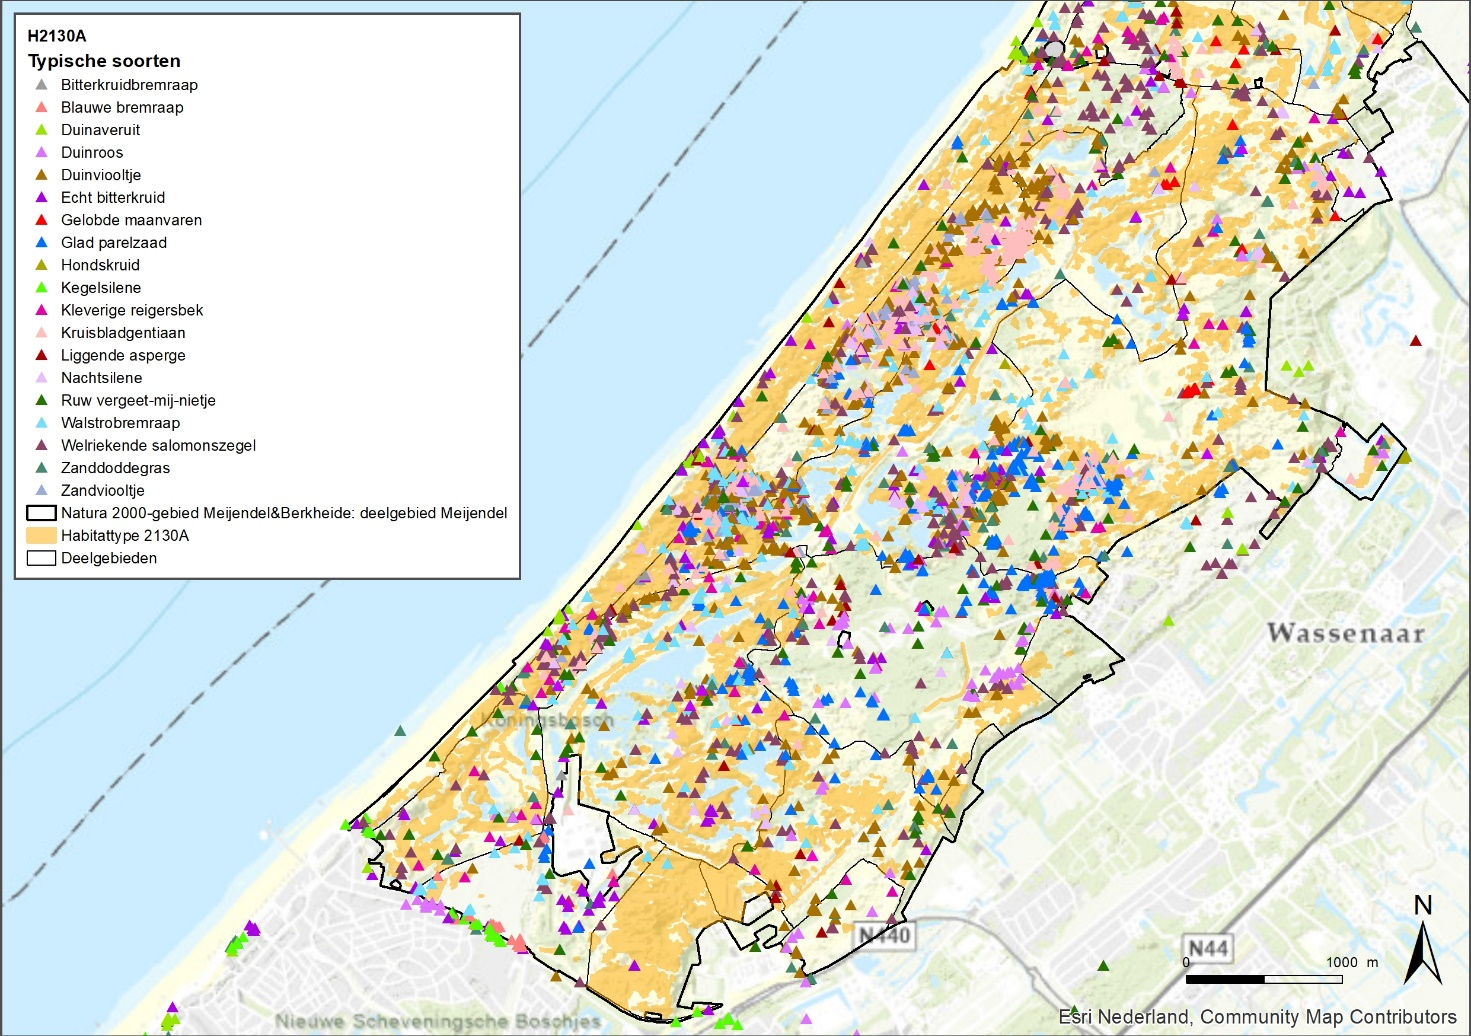 H2130A
Typische soorten
Bitterkruidbremraap
Blauwe bremraap
Duinaveruit
Duinroos
Duinviooltje
Echt bitterkruid
Gelobde maanvaren
Glad parelzaad
Hondskruid
Kegelsilene
Kleverige reigersbek
Kruisbladgentiaan
Liggende asperge
Nachtsilene
Ruw vergeet-mij-nietje
Walstrobremraap
Welriekende salomonszegel
Zanddoddegras
Zandviooltje
Natura 2000-gebied Meijendel&Berkheide: deelgebied Meijendel
Habitattype 2130A
Deelgebieden
Wassenaar
Koningsbosch
N440
N44
N
0 1000 m
Nieuwe Scheveningsche Boschjes
Esri Nederland, Community Map Contributors